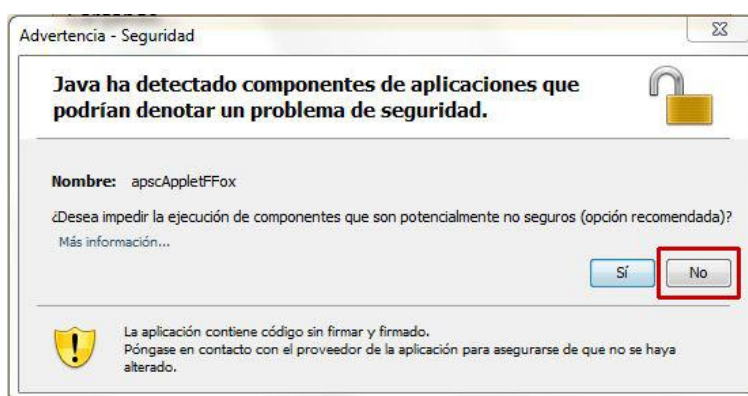 Advertencia - Seguridad
Java ha detectado componentes de aplicaciones que
podrían denotar un problema de seguridad.
Nombre: apscAppletFFox
¿Desea impedir la ejecución de componentes que son potencialmente no seguros (opción recomendada)?
Más información...
Sí No
La aplicación contiene código sin firmar y firmado.
Póngase en contacto con el proveedor de la aplicación para asegurarse de que no se haya
alterado.